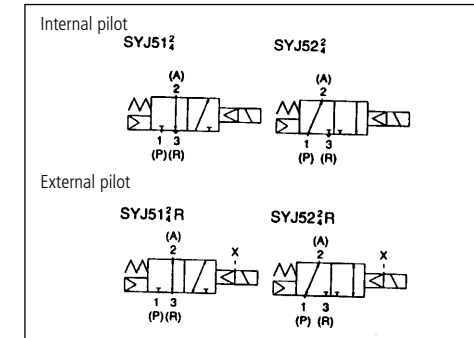 Internal pilot
SYJ51²₄ SYJ52²₄
(A) (A)
2 2
1 3 1 3
(P)(R) (P) (R)
External pilot
SYJ51²₄R SYJ52²₄R
(A) X (A) X
2 2
1 3 1 3
(P)(R) (P) (R)